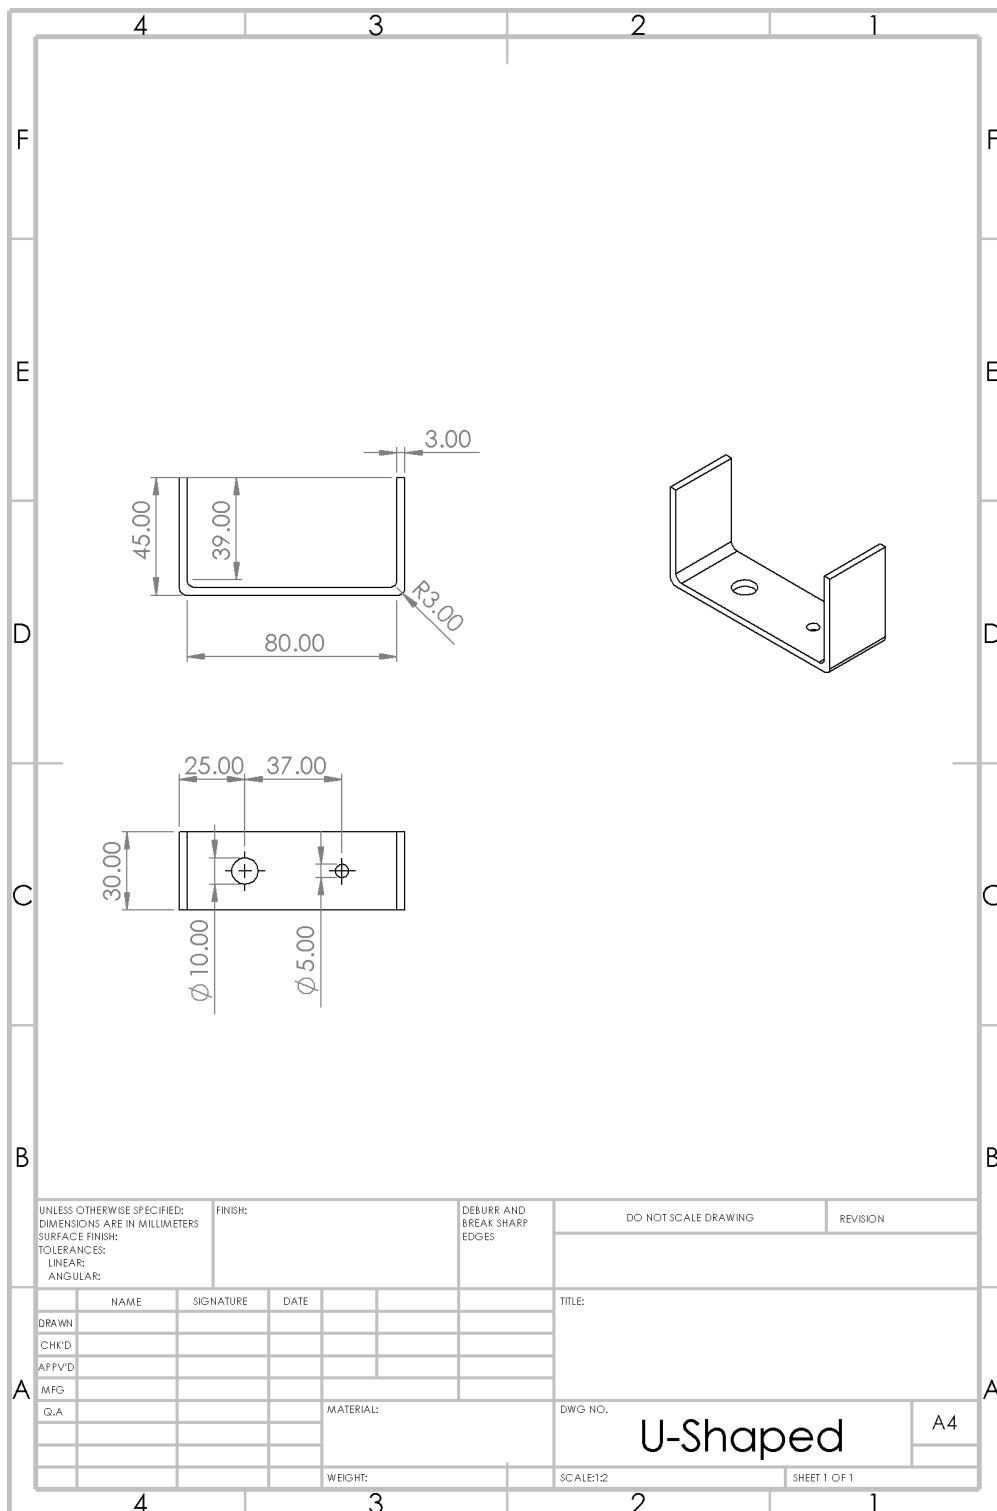 4 3 2 1
F F
E E
3.00
45.00 39.00
R3.00
D D
80.00
25.00 37.00
30.00
C C
Ø 10.00 Ø 5.00
B B
UNLESS OTHERWISE SPECIFIED:
DIMENSIONS ARE IN MILLIMETERS
SURFACE FINISH:
TOLERANCES:
LINEAR:
ANGULAR:
FINISH:
DEBURR AND
BREAK SHARP
EDGES
DO NOT SCALE DRAWING
REVISION
NAME SIGNATURE DATE
TITLE:
DRAWN
CHK'D
APPV'D
MFG
A A
Q.A
MATERIAL:
DWG NO.
U-Shaped
A4
WEIGHT:
SCALE:1:2
SHEET 1 OF 1
4 3 2 1